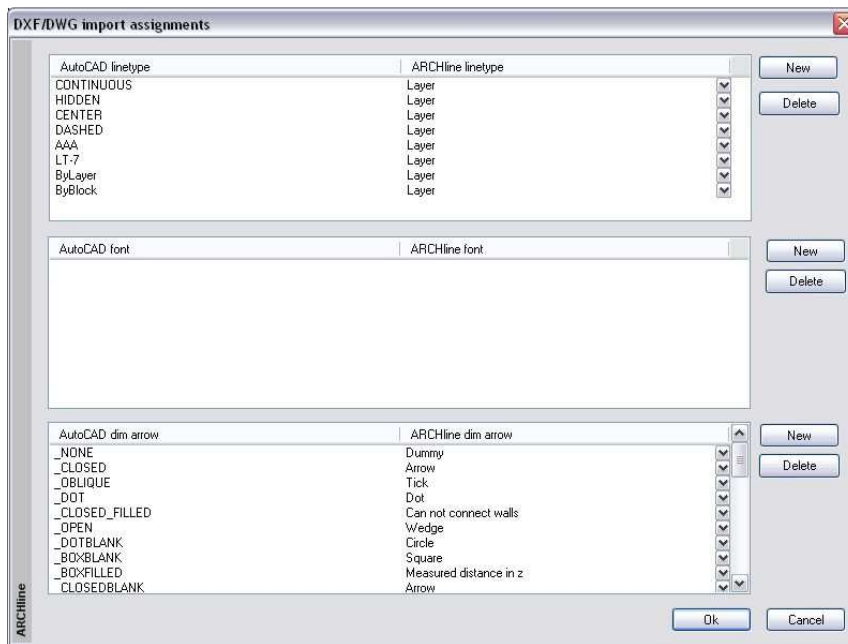 DXF/DWG import assignments
AutoCAD linetype ARCHline linetype New
CONTINUOUS Layer
HIDDEN Layer Delete
CENTER Layer
DASHED Layer
AAA Layer
LT-7 Layer
ByLayer Layer
ByBlock Layer
AutoCAD font ARCHline font New
Delete
AutoCAD dim arrow ARCHline dim arrow New
_NONE Dummy
_CLOSED Arrow Delete
_OBLIQUE Tick
_DOT Dot
_CLOSED_FILLED Can not connect walls
_OPEN Wedge
_DOTBLANK Circle
_BOXBLANK Square
_BOXFILLED Measured distance in z
_CLOSEDBLANK Arrow
ARCHline
Ok Cancel